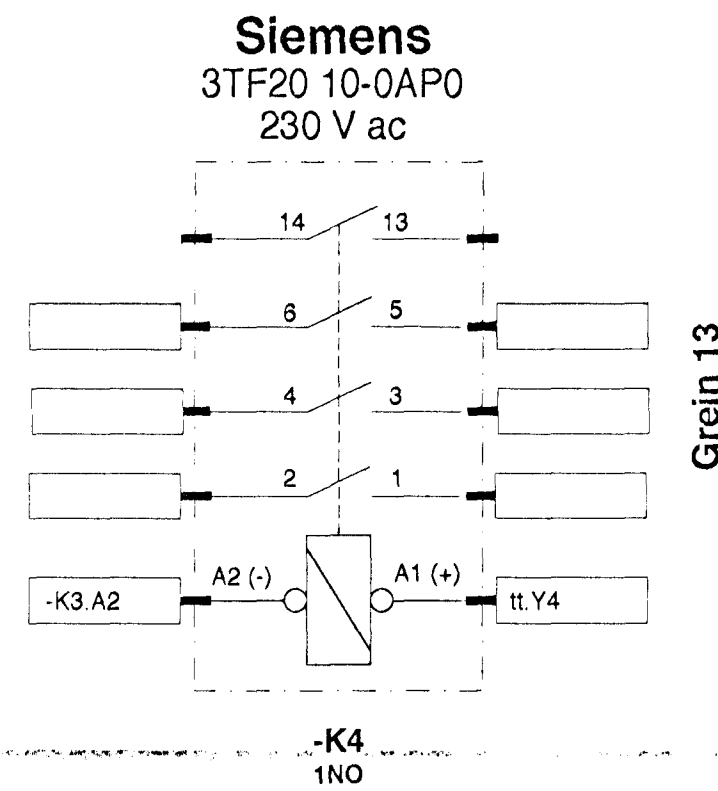 Siemens
3TF20 10-0AP0
230 V ac
14 13
6 5
4 3
2 1
A2 (-) A1 (+)
-K3.A2 tt.Y4
Grein 13
-K4
1NO